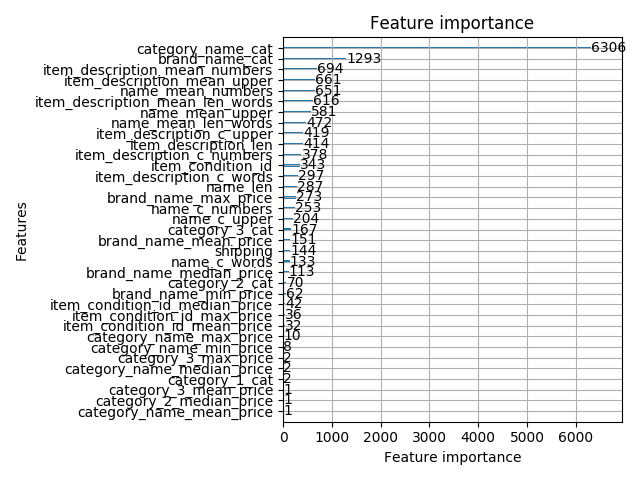 Feature importance
category_name_cat 6306
brand_name_cat 1293
item_description_mean_numbers 694
item_description_mean_upper 661
name_mean_numbers 651
item_description_mean_len_words 616
name_mean_upper 581
name_mean_len_words 472
item_description_c_upper 419
item_description_len 414
item_description_c_numbers 378
item_condition_id 343
item_description_c_words 297
name_len 287
brand_name_max_price 273
name_c_numbers 253
name_c_upper 204
category_3_cat 167
brand_name_mean_price 151
shipping 144
name_c_words 133
brand_name_median_price 113
category_2_cat 70
brand_name_min_price 62
item_condition_id_median_price 42
item_condition_id_max_price 36
item_condition_id_mean_price 32
category_name_max_price 10
category_name_min_price 8
category_3_max_price 2
category_name_median_price 2
category_1_cat 2
category_3_mean_price 1
category_2_median_price 1
category_name_mean_price 1
0 1000 2000 3000 4000 5000 6000
Feature importance
Features